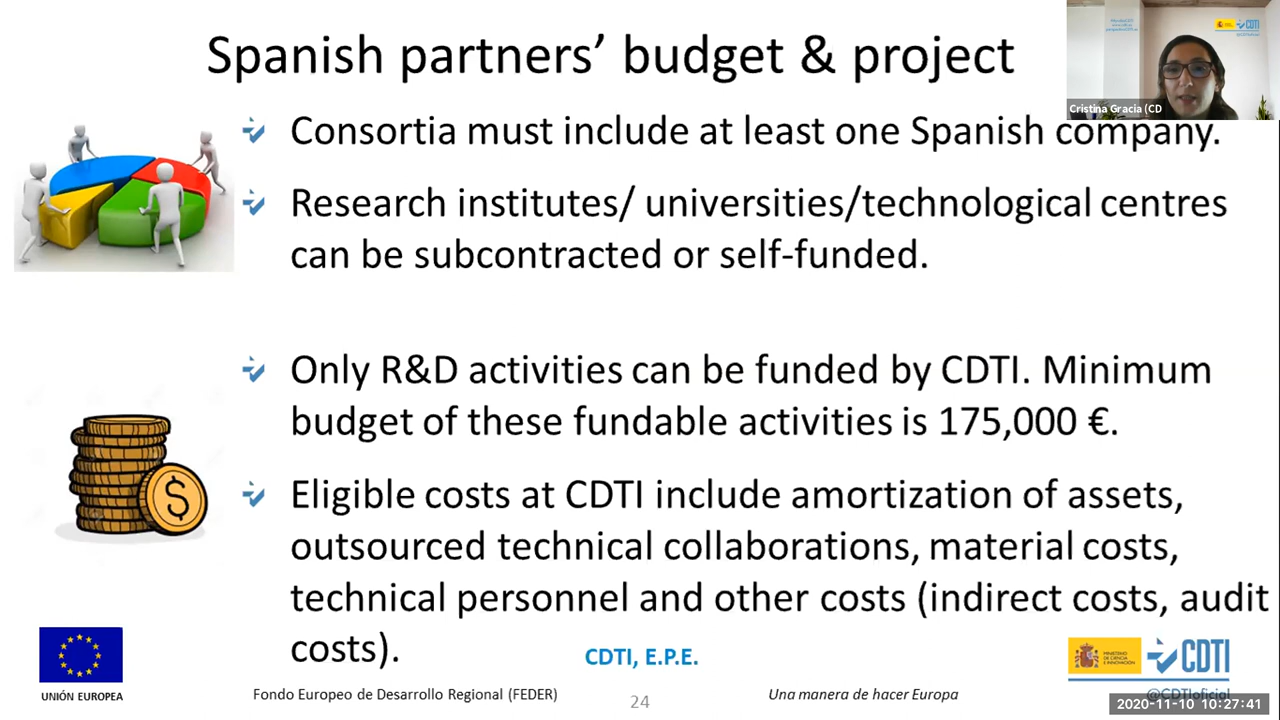 Spanish partners’ budget & project
CDTI
Cristina Gracia (CD
Consortia must include at least one Spanish company.
Research institutes/ universities/technological centres
can be subcontracted or self-funded.
Only R&D activities can be funded by CDTI. Minimum
budget of these fundable activities is 175,000 €.
Eligible costs at CDTI include amortization of assets,
outsourced technical collaborations, material costs,
technical personnel and other costs (indirect costs, audit
costs).
$
CDTI, E.P.E.
CDTI
UNIÓN EUROPEA
Fondo Europeo de Desarrollo Regional (FEDER)
Una manera de hacer Europa
@CDTIoficial
24
2020-11-10 10:27:41